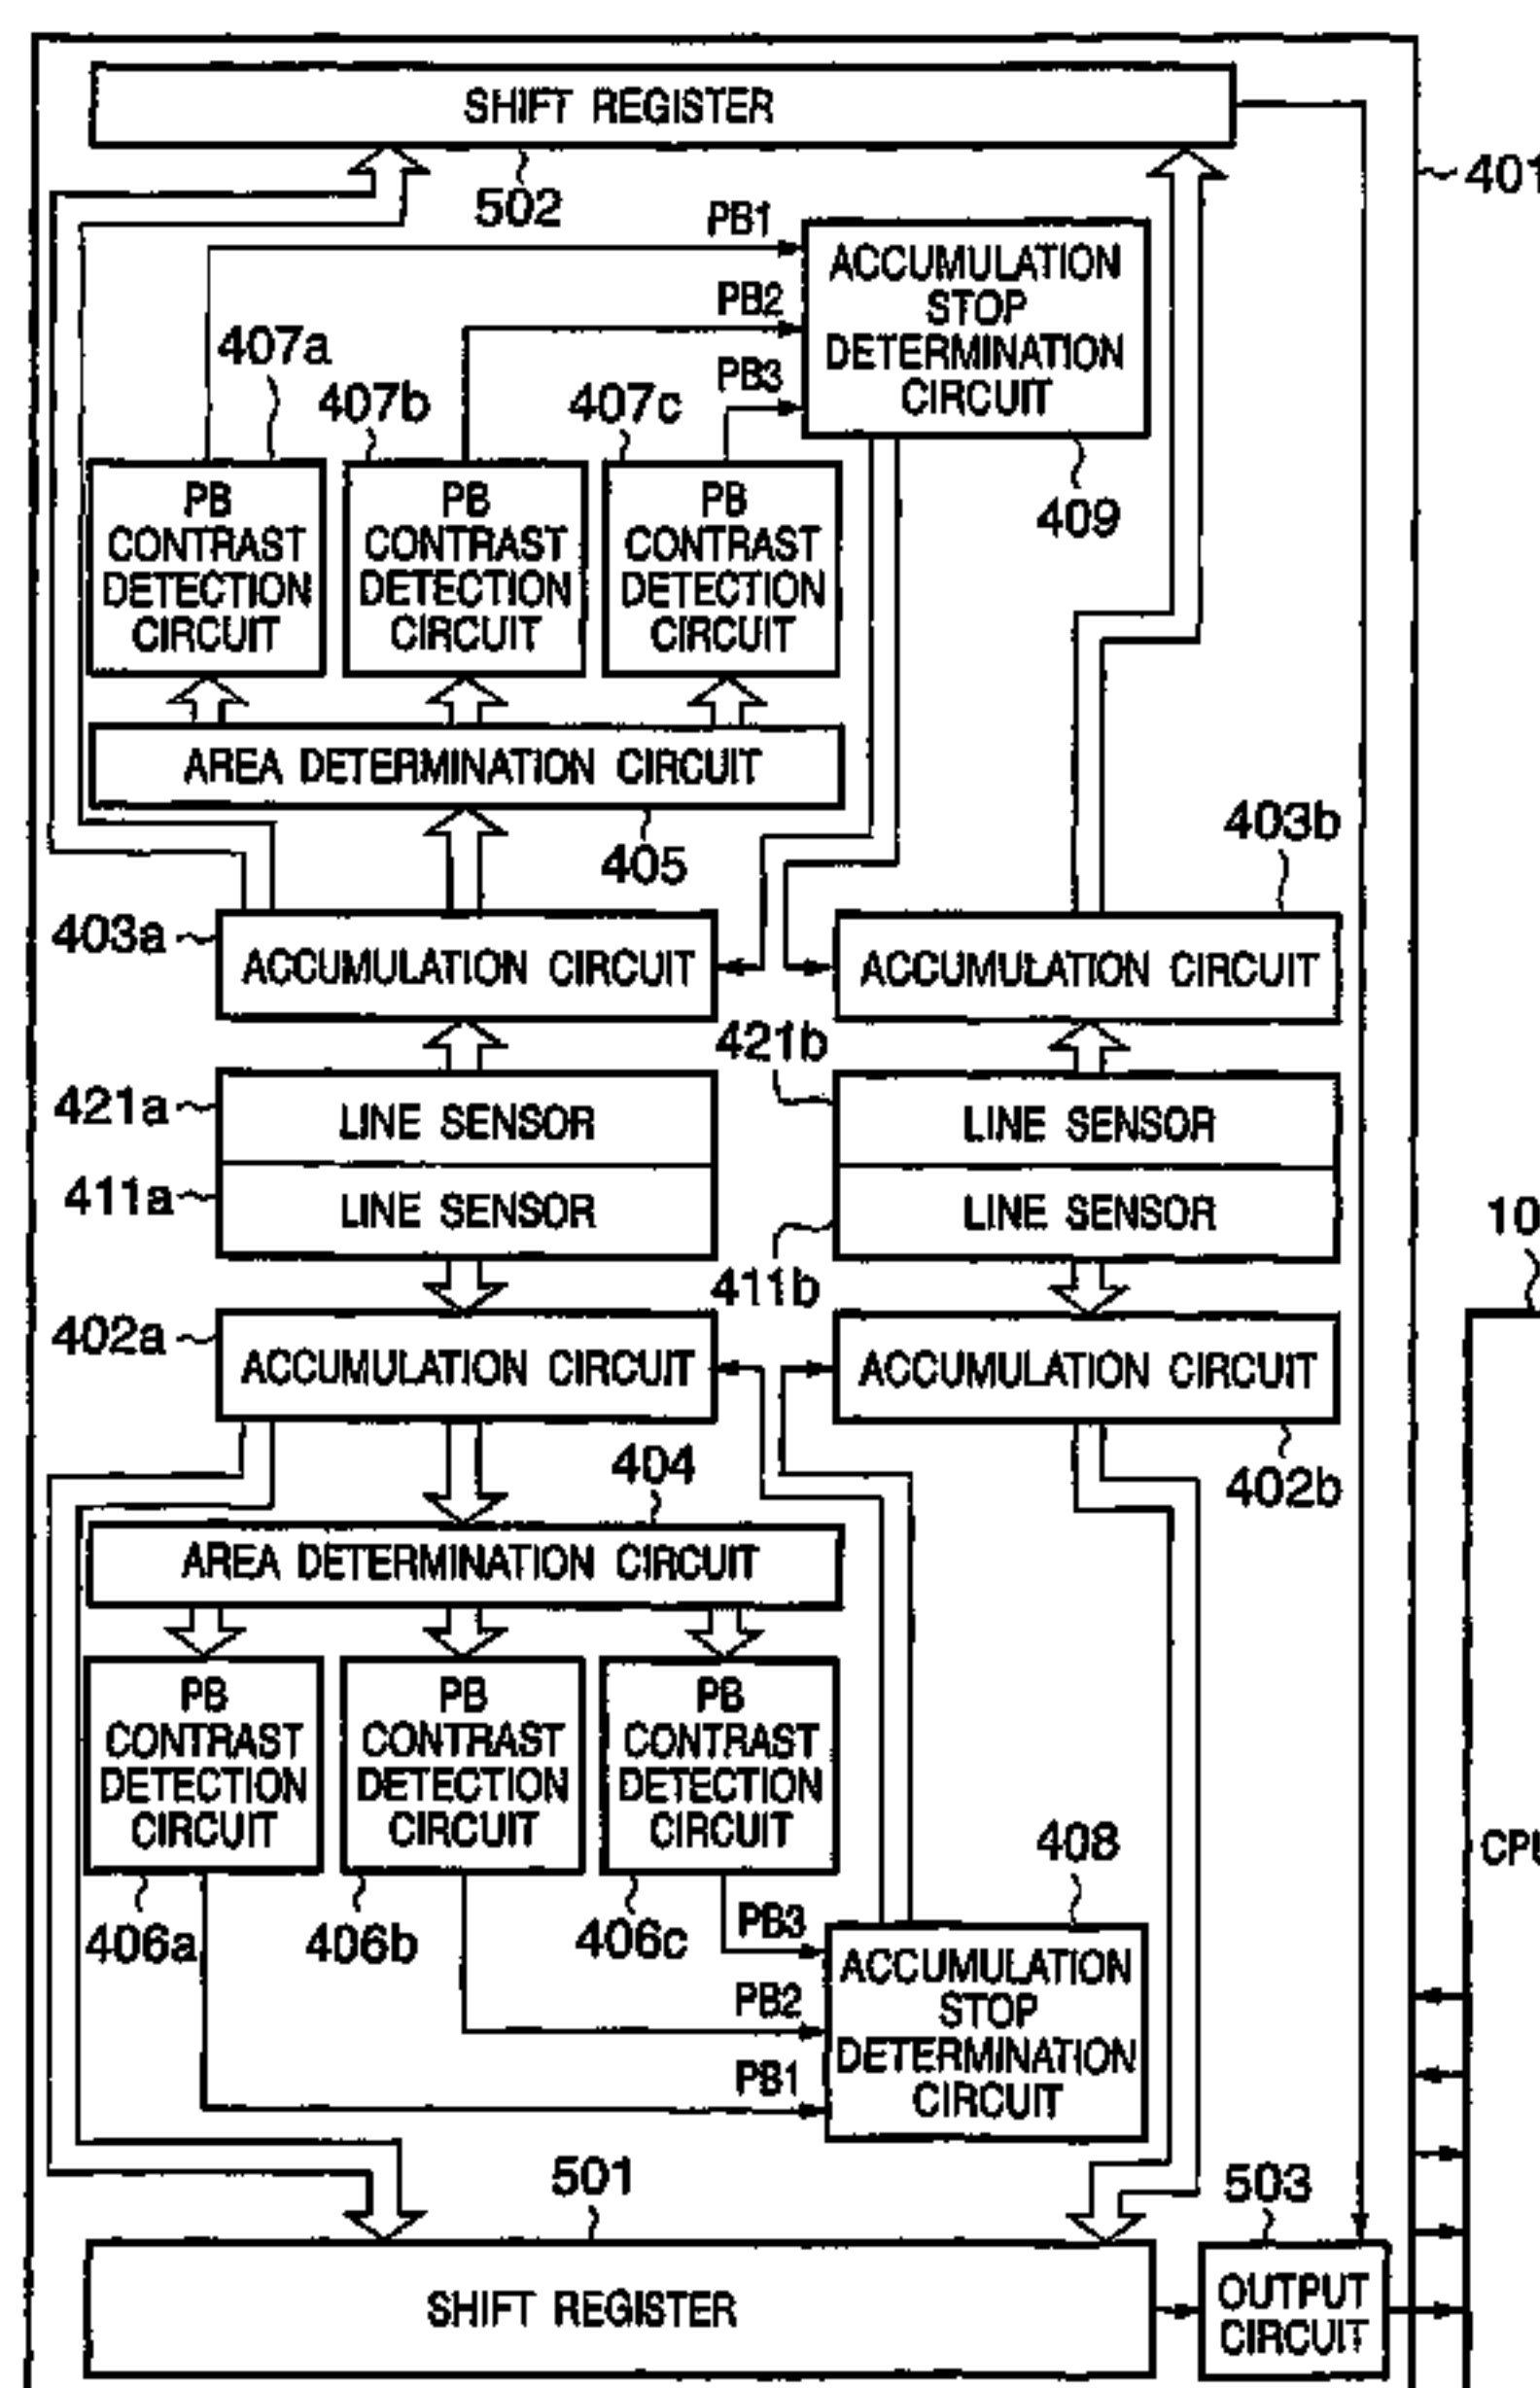 SHIFT REGISTER
502
401
PB1
ACCUMULATION
STOP
DETERMINATION
CIRCUIT
PB2
407a
PB3
407b
407c
409
PB
CONTRAST
DETECTION
CIRCUIT
PB
CONTRAST
DETECTION
CIRCUIT
PB
CONTRAST
DETECTION
CIRCUIT
AREA DETERMINATION CIRCUIT
405
403b
403a
ACCUMULATION CIRCUIT
ACCUMULATION CIRCUIT
421b
421a
LINE SENSOR
LINE SENSOR
411a
LINE SENSOR
LINE SENSOR
411b
10
402a
ACCUMULATION CIRCUIT
ACCUMULATION CIRCUIT
404
402b
AREA DETERMINATION CIRCUIT
PB
CONTRAST
DETECTION
CIRCUIT
PB
CONTRAST
DETECTION
CIRCUIT
PB
CONTRAST
DETECTION
CIRCUIT
408
CPU
406a
406b
406c
PB3
ACCUMULATION
STOP
DETERMINATION
CIRCUIT
PB2
PB1
501
503
SHIFT REGISTER
OUTPUT
CIRCUIT